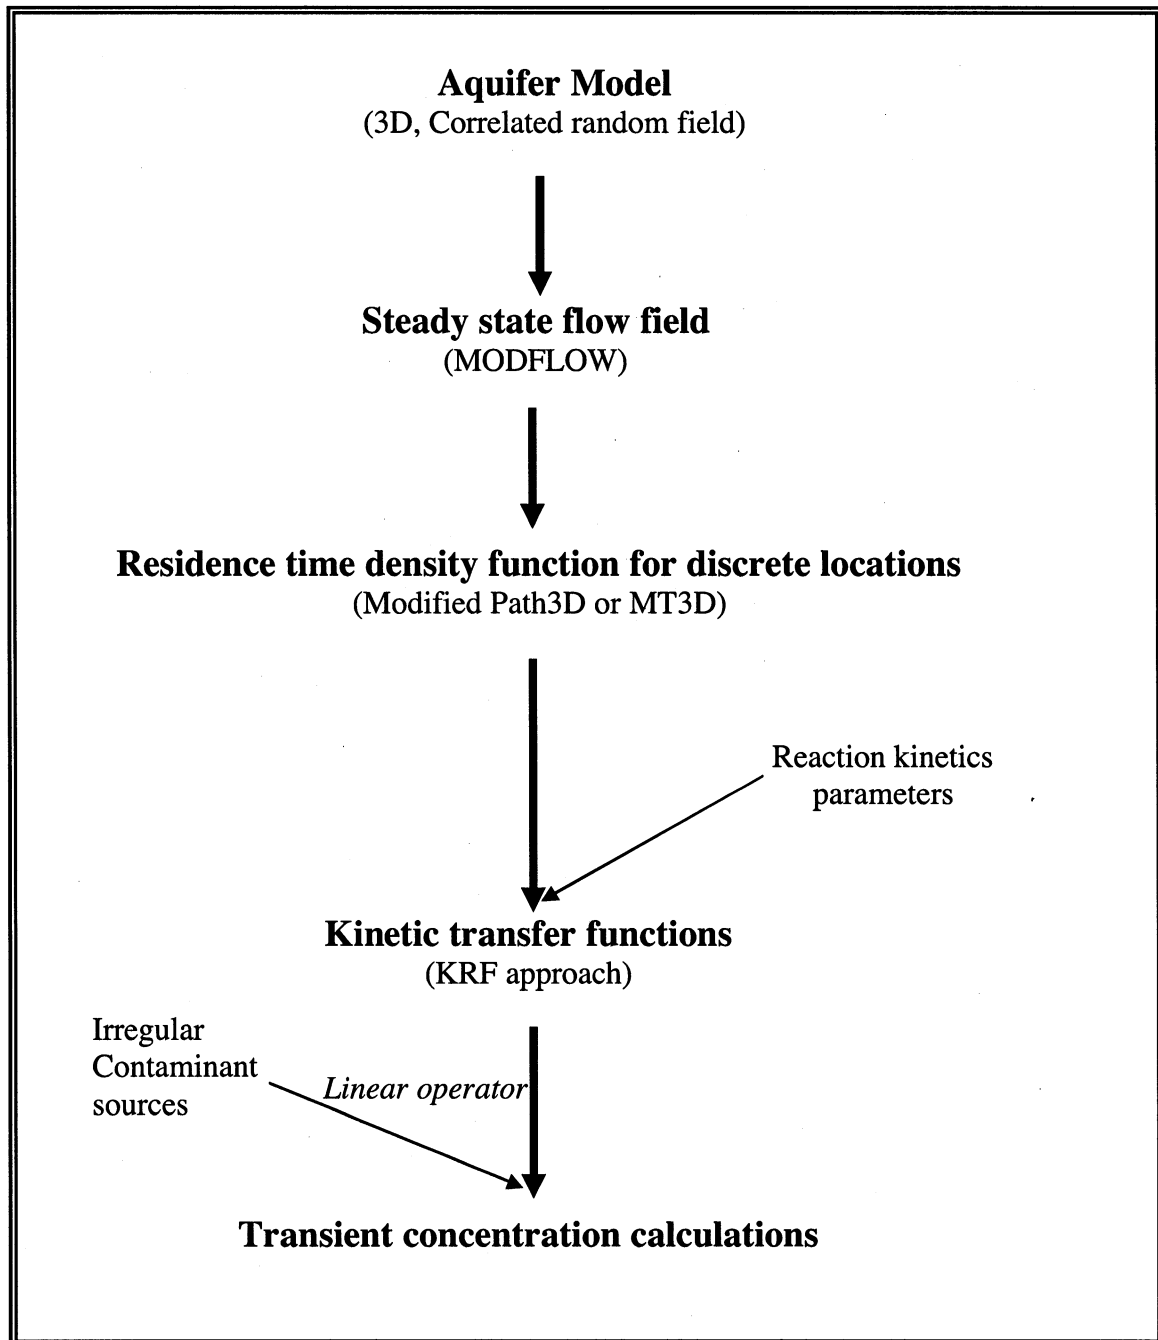 Aquifer Model
(3D, Correlated random field)
Steady state flow field
(MODFLOW)
Residence time density function for discrete locations
(Modified Path3D or MT3D)
Reaction kinetics
parameters
Kinetic transfer functions
(KRF approach)
Irregular
Contaminant
sources
Linear operator
Transient concentration calculations